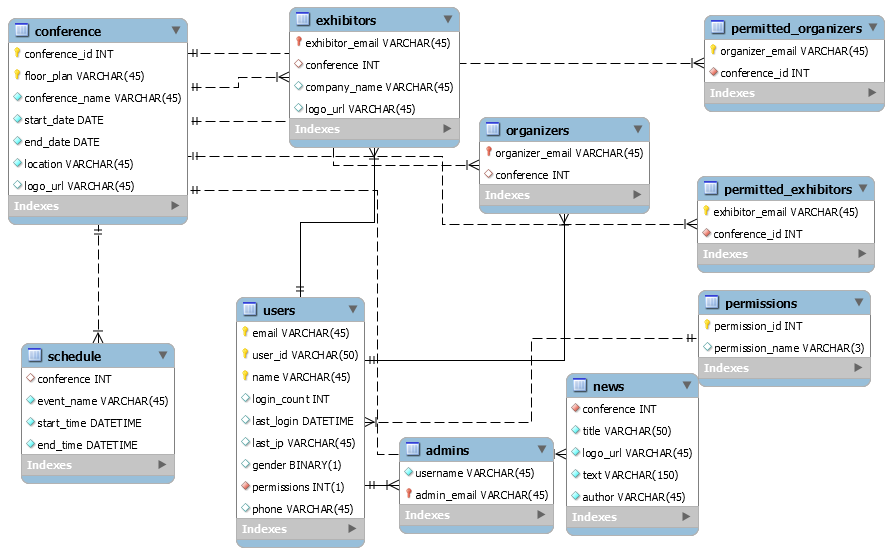 conference
conference_id INT
floor_plan VARCHAR(45)
conference_name VARCHAR(45)
start_date DATE
end_date DATE
location VARCHAR(45)
logo_url VARCHAR(45)
Indexes
exhibitors
exhibitor_email VARCHAR(45)
conference INT
company_name VARCHAR(45)
logo_url VARCHAR(45)
Indexes
permitted_organizers
organizer_email VARCHAR(45)
conference_id INT
Indexes
organizers
organizer_email VARCHAR(45)
conference INT
Indexes
permitted_exhibitors
exhibitor_email VARCHAR(45)
conference_id INT
Indexes
users
email VARCHAR(45)
user_id VARCHAR(50)
name VARCHAR(45)
login_count INT
last_login DATETIME
last_ip VARCHAR(45)
gender BINARY(1)
permissions INT(1)
phone VARCHAR(45)
Indexes
permissions
permission_id INT
permission_name VARCHAR(3)
Indexes
schedule
conference INT
event_name VARCHAR(45)
start_time DATETIME
end_time DATETIME
Indexes
news
conference INT
title VARCHAR(50)
logo_url VARCHAR(45)
text VARCHAR(150)
author VARCHAR(45)
Indexes
admins
username VARCHAR(45)
admin_email VARCHAR(45)
Indexes